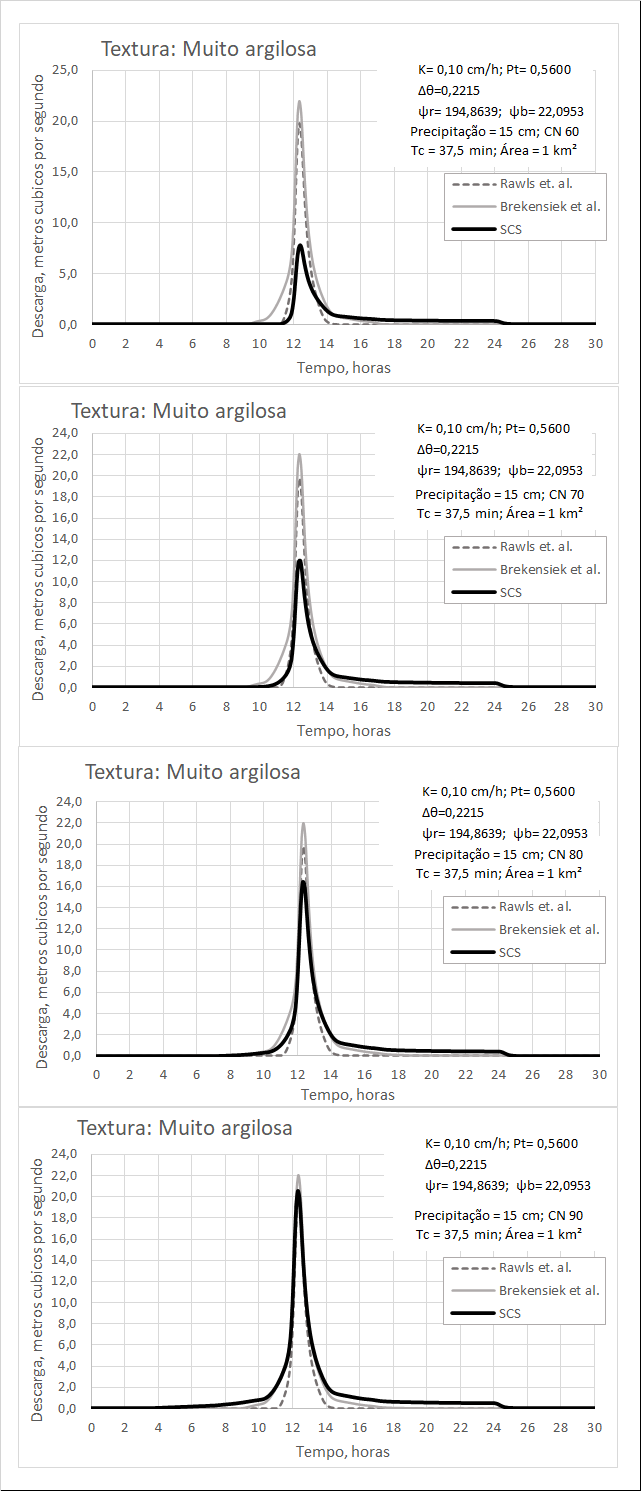 Textura: Muito argilosa
K= 0,10 cm/h; Pt= 0,5600
Δθ=0,2215
ψr= 194,8639; ψb= 22,0953
Precipitação = 15 cm; CN 60
Tc = 37,5 min; Área = 1 km²
Rawls et. al.
Brekensiek et al.
SCS
Descarga, metros cubicos por segundo
25,0
20,0
15,0
10,0
5,0
0,0
0 2 4 6 8 10 12 14 16 18 20 22 24 26 28 30
Tempo, horas
Textura: Muito argilosa
K= 0,10 cm/h; Pt= 0,5600
Δθ=0,2215
ψr= 194,8639; ψb= 22,0953
Precipitação = 15 cm; CN 70
Tc = 37,5 min; Área = 1 km²
Rawls et. al.
Brekensiek et al.
SCS
Descarga, metros cubicos por segundo
24,0
22,0
20,0
18,0
16,0
14,0
12,0
10,0
8,0
6,0
4,0
2,0
0,0
0 2 4 6 8 10 12 14 16 18 20 22 24 26 28 30
Tempo, horas
Textura: Muito argilosa
K= 0,10 cm/h; Pt= 0,5600
Δθ=0,2215
ψr= 194,8639; ψb= 22,0953
Precipitação = 15 cm; CN 80
Tc = 37,5 min; Área = 1 km²
Rawls et. al.
Brekensiek et al.
SCS
Descarga, metros cubicos por segundo
24,0
22,0
20,0
18,0
16,0
14,0
12,0
10,0
8,0
6,0
4,0
2,0
0,0
0 2 4 6 8 10 12 14 16 18 20 22 24 26 28 30
Tempo, horas
Textura: Muito argilosa
K= 0,10 cm/h; Pt= 0,5600
Δθ=0,2215
ψr= 194,8639; ψb= 22,0953
Precipitação = 15 cm; CN 90
Tc = 37,5 min; Área = 1 km²
Rawls et. al.
Brekensiek et al.
SCS
Descarga, metros cubicos por segundo
24,0
22,0
20,0
18,0
16,0
14,0
12,0
10,0
8,0
6,0
4,0
2,0
0,0
0 2 4 6 8 10 12 14 16 18 20 22 24 26 28 30
Tempo, horas